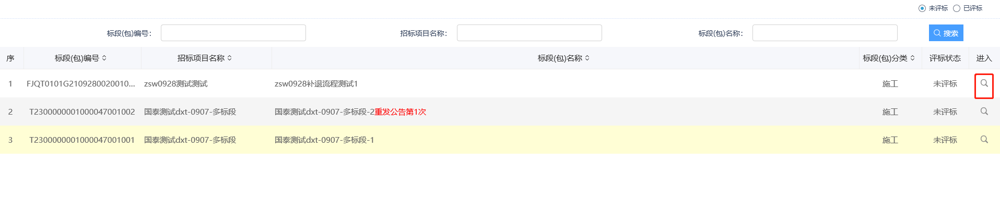 未评标 已评标
标段(包)编号： 招标项目名称： 标段(包)名称： 搜索
序 标段(包)编号 招标项目名称 标段(包)名称 标段(包)分类 评标状态 进入
1 FJQT0101G2109280020010... zsw0928测试测试 zsw0928补退流程测试1 施工 未评标
2 T2300000001000047001002 国泰测试dxt-0907-多标段 国泰测试dxt-0907-多标段-2重发公告第1次 施工 未评标
3 T2300000001000047001001 国泰测试dxt-0907-多标段 国泰测试dxt-0907-多标段-1 施工 未评标